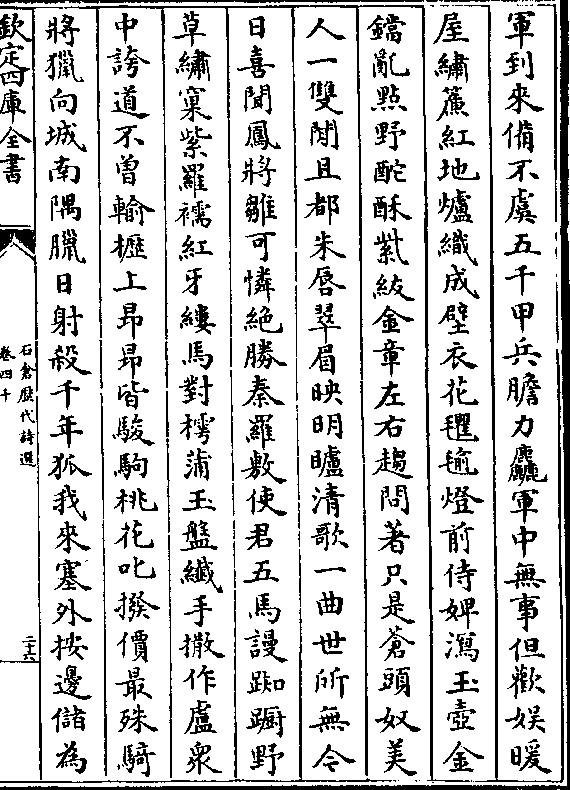 軍到來備不虞五千甲兵膽力麤軍中無事但歡娛暖
屋繡簾紅地爐織成壁衣花氍毹燈前侍婢瀉玉壺金
鐺亂點野酡酥紫紱金章左右趨問著只是蒼頭奴美
人一雙閒且都朱唇翠眉映明矑清歌一曲世所無今
日喜聞鳳將雛可憐絶勝秦羅敷使君五馬謾踟躕野
草繡窠紫羅襦紅牙縷馬對樗蒲玉盤纖手撒作盧衆
中誇道不曾輸櫪上昂昂皆駿駒桃花叱撥價最殊騎
將獵向城南隅臘日射殺千年狐我來塞外按邊儲為
欽定四庫全書
石倉歷代詩選
卷四十
二十六